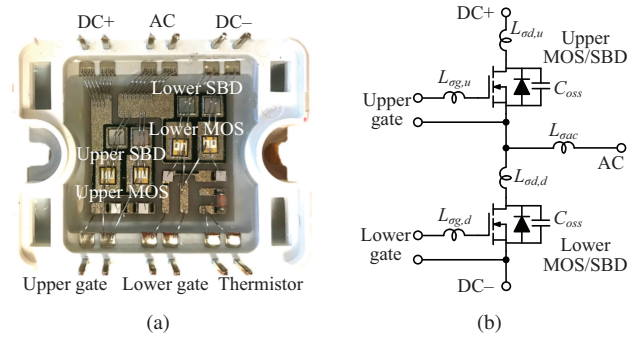 DC+ AC DC–
Lower SBD
Lower MOS
Upper SBD
Upper MOS
Upper gate Lower gate Thermistor
(a)
DC+
Lσd,u
Upper
MOS/SBD
Lσg,u
Coss
Upper
gate
Lσac
AC
Lσd,d
Lσg,d
Coss
Lower
gate
Lower
MOS/SBD
DC–
(b)